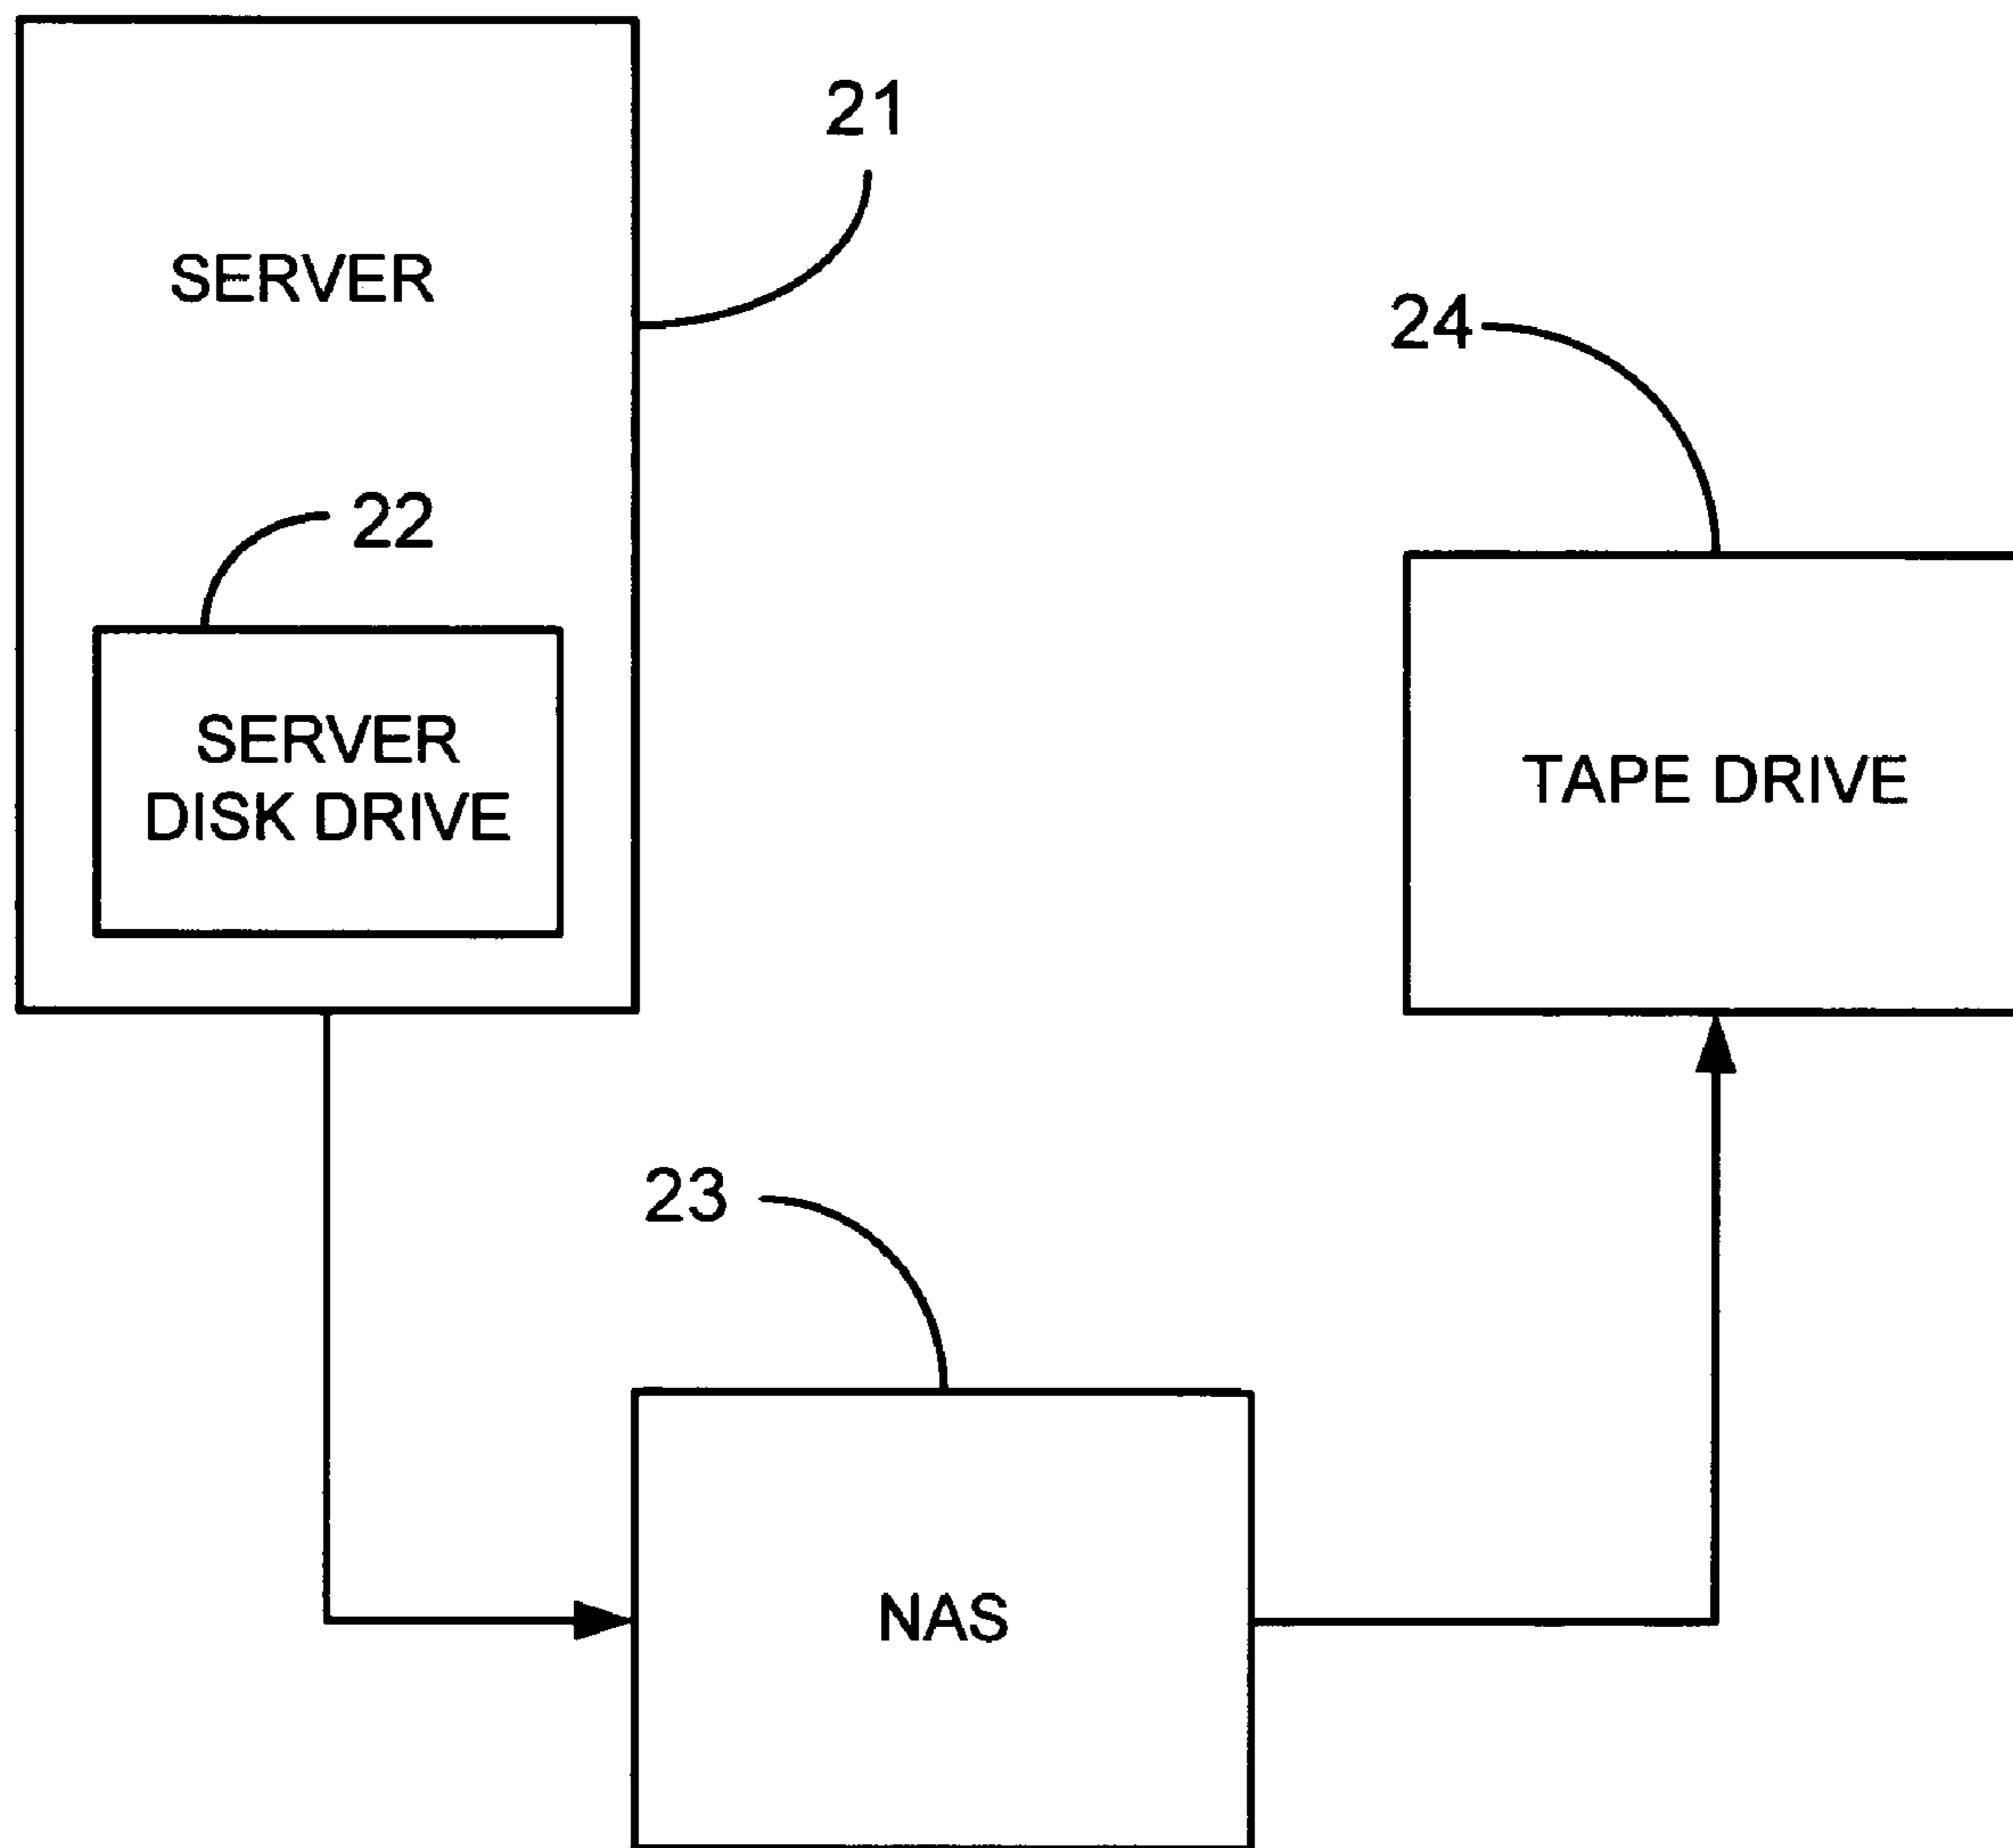 21
SERVER
24
22
SERVER
DISK DRIVE
TAPE DRIVE
23
NAS